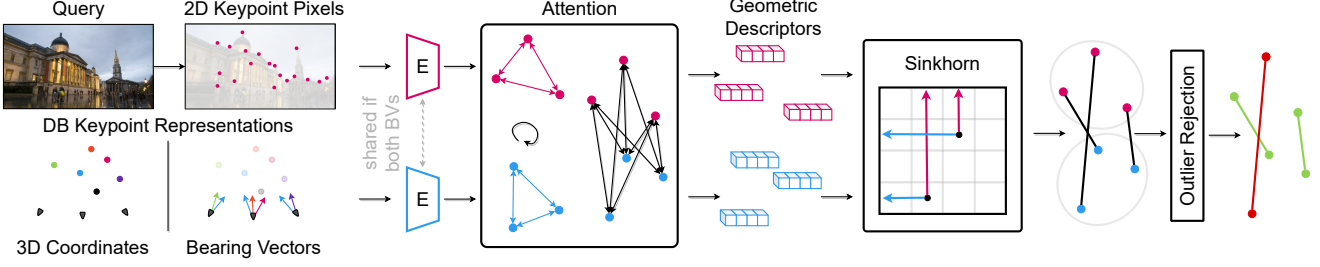 Query
2D Keypoint Pixels
DB Keypoint Representations
3D Coordinates
Bearing Vectors
shared if
both BVs
E
E
Attention
Geometric
Descriptors
Sinkhorn
Outlier Rejection